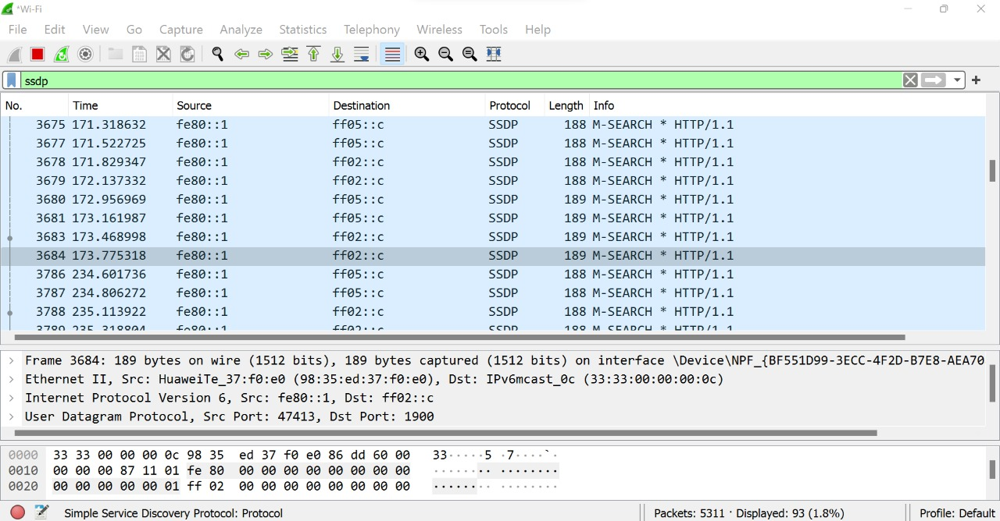 *Wi-Fi
File Edit View Go Capture Analyze Statistics Telephony Wireless Tools Help
ssdp
No. Time Source Destination Protocol Length Info
3675 171.318632 fe80::1 ff05::c SSDP 188 M-SEARCH * HTTP/1.1
3677 171.522725 fe80::1 ff05::c SSDP 188 M-SEARCH * HTTP/1.1
3678 171.829347 fe80::1 ff02::c SSDP 188 M-SEARCH * HTTP/1.1
3679 172.137332 fe80::1 ff02::c SSDP 188 M-SEARCH * HTTP/1.1
3680 172.956969 fe80::1 ff05::c SSDP 189 M-SEARCH * HTTP/1.1
3681 173.161987 fe80::1 ff05::c SSDP 189 M-SEARCH * HTTP/1.1
3683 173.468998 fe80::1 ff02::c SSDP 189 M-SEARCH * HTTP/1.1
3684 173.775318 fe80::1 ff02::c SSDP 189 M-SEARCH * HTTP/1.1
3786 234.601736 fe80::1 ff05::c SSDP 188 M-SEARCH * HTTP/1.1
3787 234.806272 fe80::1 ff05::c SSDP 188 M-SEARCH * HTTP/1.1
3788 235.113922 fe80::1 ff02::c SSDP 188 M-SEARCH * HTTP/1.1
3789 235.318804 fe80::1 ff02::c SSDP 188 M-SEARCH * HTTP/1.1
> Frame 3684: 189 bytes on wire (1512 bits), 189 bytes captured (1512 bits) on interface \Device\NPF_{BF551D99-3ECC-4F2D-B7E8-AEA70
> Ethernet II, Src: HuaweiTe_37:f0:e0 (98:35:ed:37:f0:e0), Dst: IPv6mcast_0c (33:33:00:00:00:0c)
> Internet Protocol Version 6, Src: fe80::1, Dst: ff02::c
> User Datagram Protocol, Src Port: 47413, Dst Port: 1900
0000 33 33 00 00 00 0c 98 35 ed 37 f0 e0 86 dd 60 00 33·····5 ·7····`·
0010 00 00 00 87 11 01 fe 80 00 00 00 00 00 00 00 00 ········ ········
0020 00 00 00 00 00 01 ff 02 00 00 00 00 00 00 00 00 ········ ········
Simple Service Discovery Protocol: Protocol Packets: 5311 · Displayed: 93 (1.8%) Profile: Default